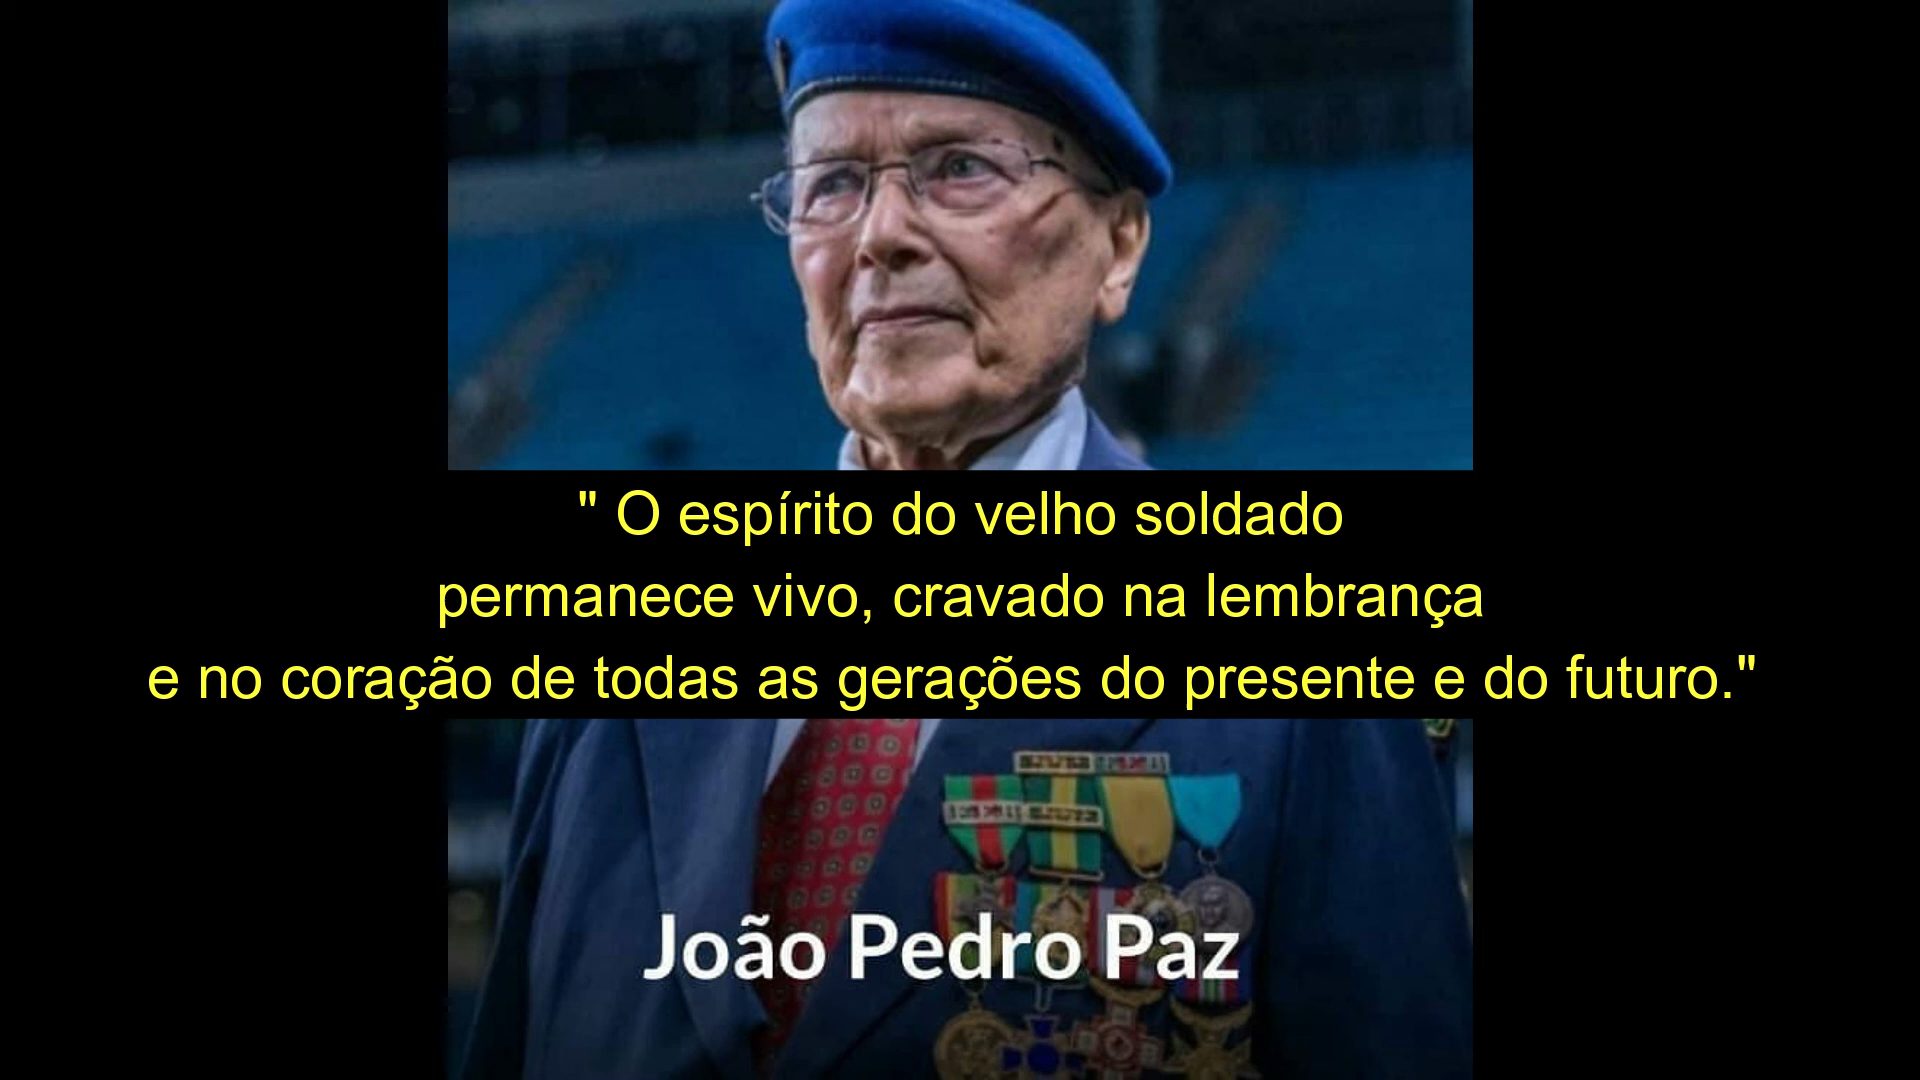 " O espírito do velho soldado
permanece vivo, cravado na lembrança
e no coração de todas as gerações do presente e do futuro."
João Pedro Paz